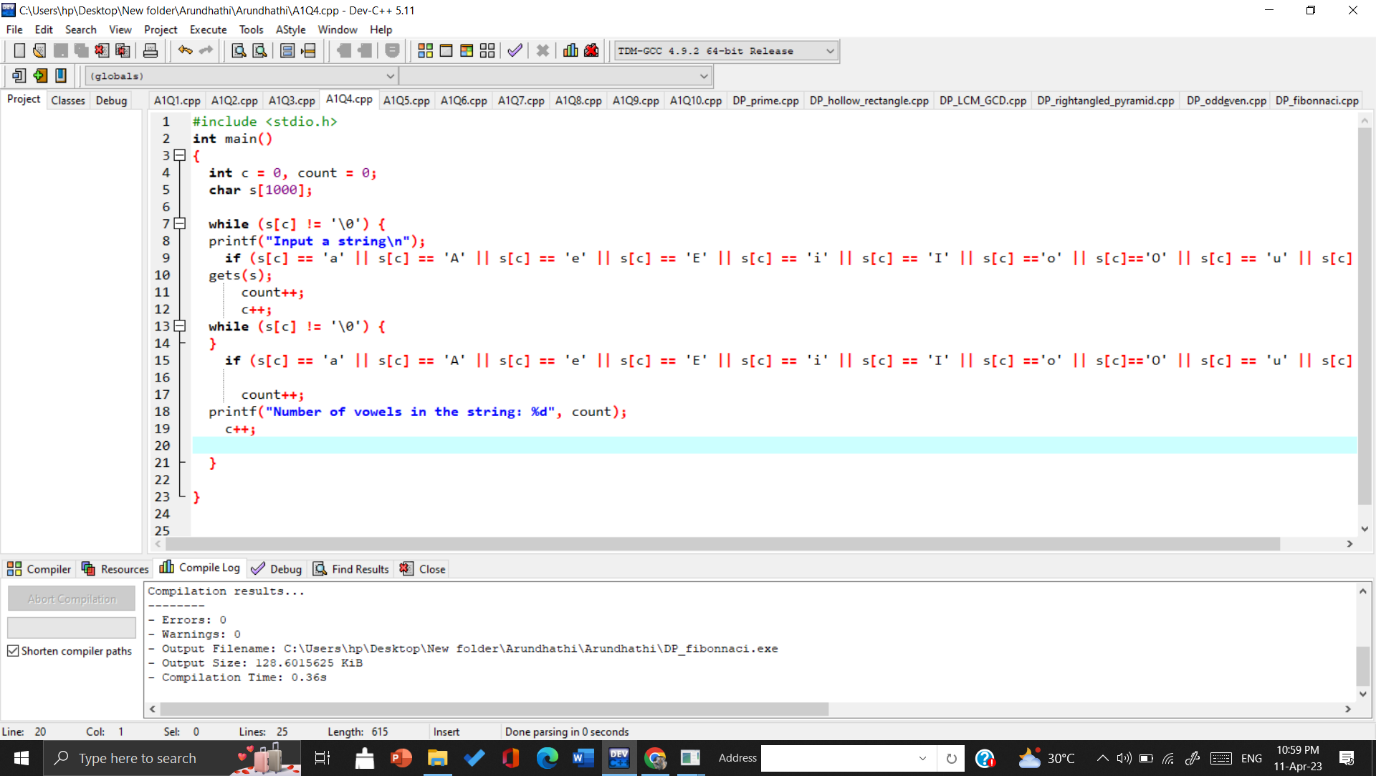 C:\Users\hp\Desktop\New folder\Arundhathi\Arundhathi\A1Q4.cpp - Dev-C++ 5.11
File Edit Search View Project Execute Tools AStyle Window Help
TDM-GCC 4.9.2 64-bit Release
(globals)
Project Classes Debug A1Q1.cpp A1Q2.cpp A1Q3.cpp A1Q4.cpp A1Q5.cpp A1Q6.cpp A1Q7.cpp A1Q8.cpp A1Q9.cpp A1Q10.cpp DP_prime.cpp DP_hollow_rectangle.cpp DP_LCM_GCD.cpp DP_rightangled_pyramid.cpp DP_oddeven.cpp DP_fibonnaci.cpp
1 #include <stdio.h>
2 int main()
3 {
4 int c = 0, count = 0;
5 char s[1000];
6
7 while (s[c] != '\0') {
8 printf("Input a string\n");
9 if (s[c] == 'a' || s[c] == 'A' || s[c] == 'e' || s[c] == 'E' || s[c] == 'i' || s[c] == 'I' || s[c] =='o' || s[c]=='O' || s[c] == 'u' || s[c]
10 gets(s);
11 count++;
12 c++;
13 while (s[c] != '\0') {
14 }
15 if (s[c] == 'a' || s[c] == 'A' || s[c] == 'e' || s[c] == 'E' || s[c] == 'i' || s[c] == 'I' || s[c] =='o' || s[c]=='O' || s[c] == 'u' || s[c]
16
17 count++;
18 printf("Number of vowels in the string: %d", count);
19 c++;
20
21 }
22
23 }
24
25
Compiler Resources Compile Log Debug Find Results Close
Abort Compilation
Shorten compiler paths
Compilation results...
--------
- Errors: 0
- Warnings: 0
- Output Filename: C:\Users\hp\Desktop\New folder\Arundhathi\Arundhathi\DP_fibonnaci.exe
- Output Size: 128.6015625 KiB
- Compilation Time: 0.36s
Line: 20 Col: 1 Sel: 0 Lines: 25 Length: 615 Insert Done parsing in 0 seconds
Type here to search DEV Address 30°C ENG 10:59 PM
11-Apr-23